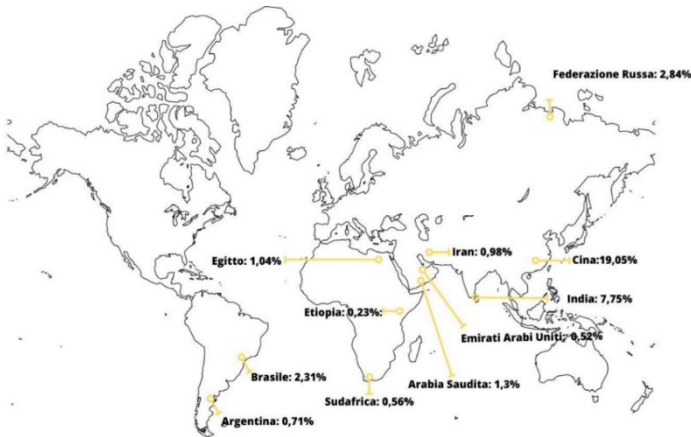 Federazione Russa: 2,84%
Iran: 0,98%
Egitto: 1,04%
Cina:19,05%
India: 7,75%
Etiopia: 0,23%:
Emirati Arabi Uniti: 0,52%
Brasile: 2,31%
Arabia Saudita: 1,3%
Sudafrica: 0,56%
Argentina: 0,71%